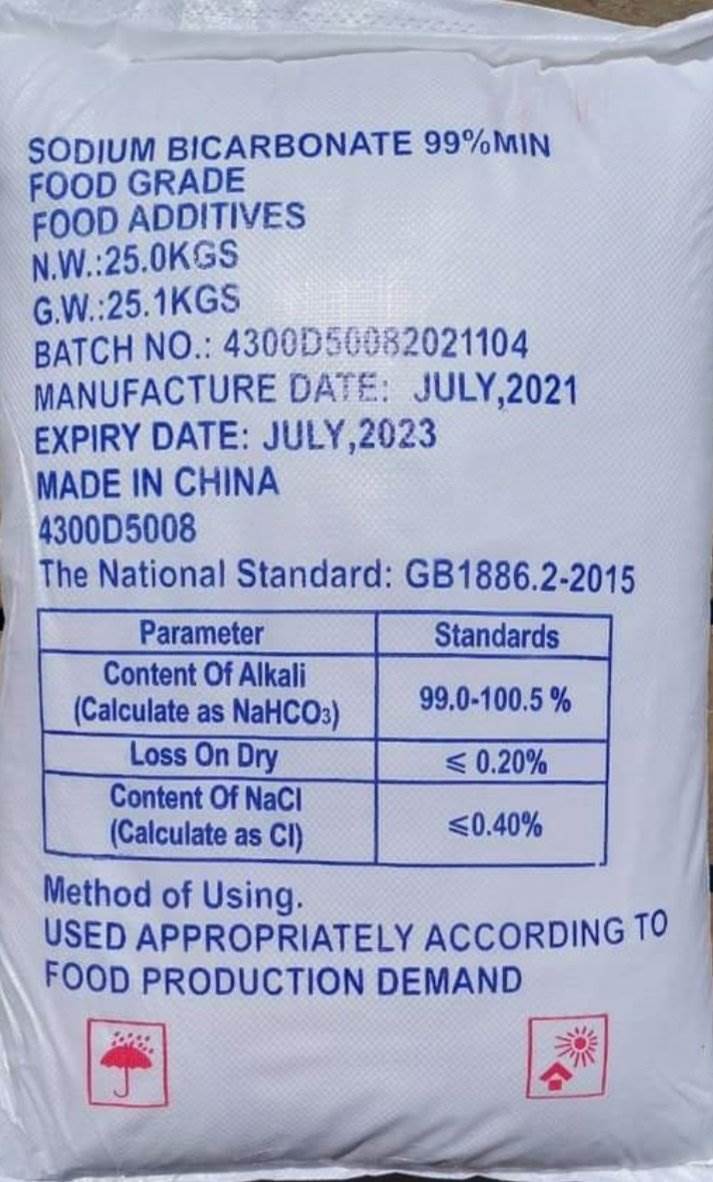 SODIUM BICARBONATE 99%MIN
FOOD GRADE
FOOD ADDITIVES
N.W.:25.0KGS
G.W.:25.1KGS
BATCH NO.: 4300D50082021104
MANUFACTURE DATE: JULY,2021
EXPIRY DATE: JULY,2023
MADE IN CHINA
4300D5008
The National Standard: GB1886.2-2015
Parameter Standards
Content Of Alkali
(Calculate as NaHCO3) 99.0-100.5 %
Loss On Dry ≤ 0.20%
Content Of NaCl
(Calculate as Cl) ≤0.40%
Method of Using.
USED APPROPRIATELY ACCORDING TO
FOOD PRODUCTION DEMAND